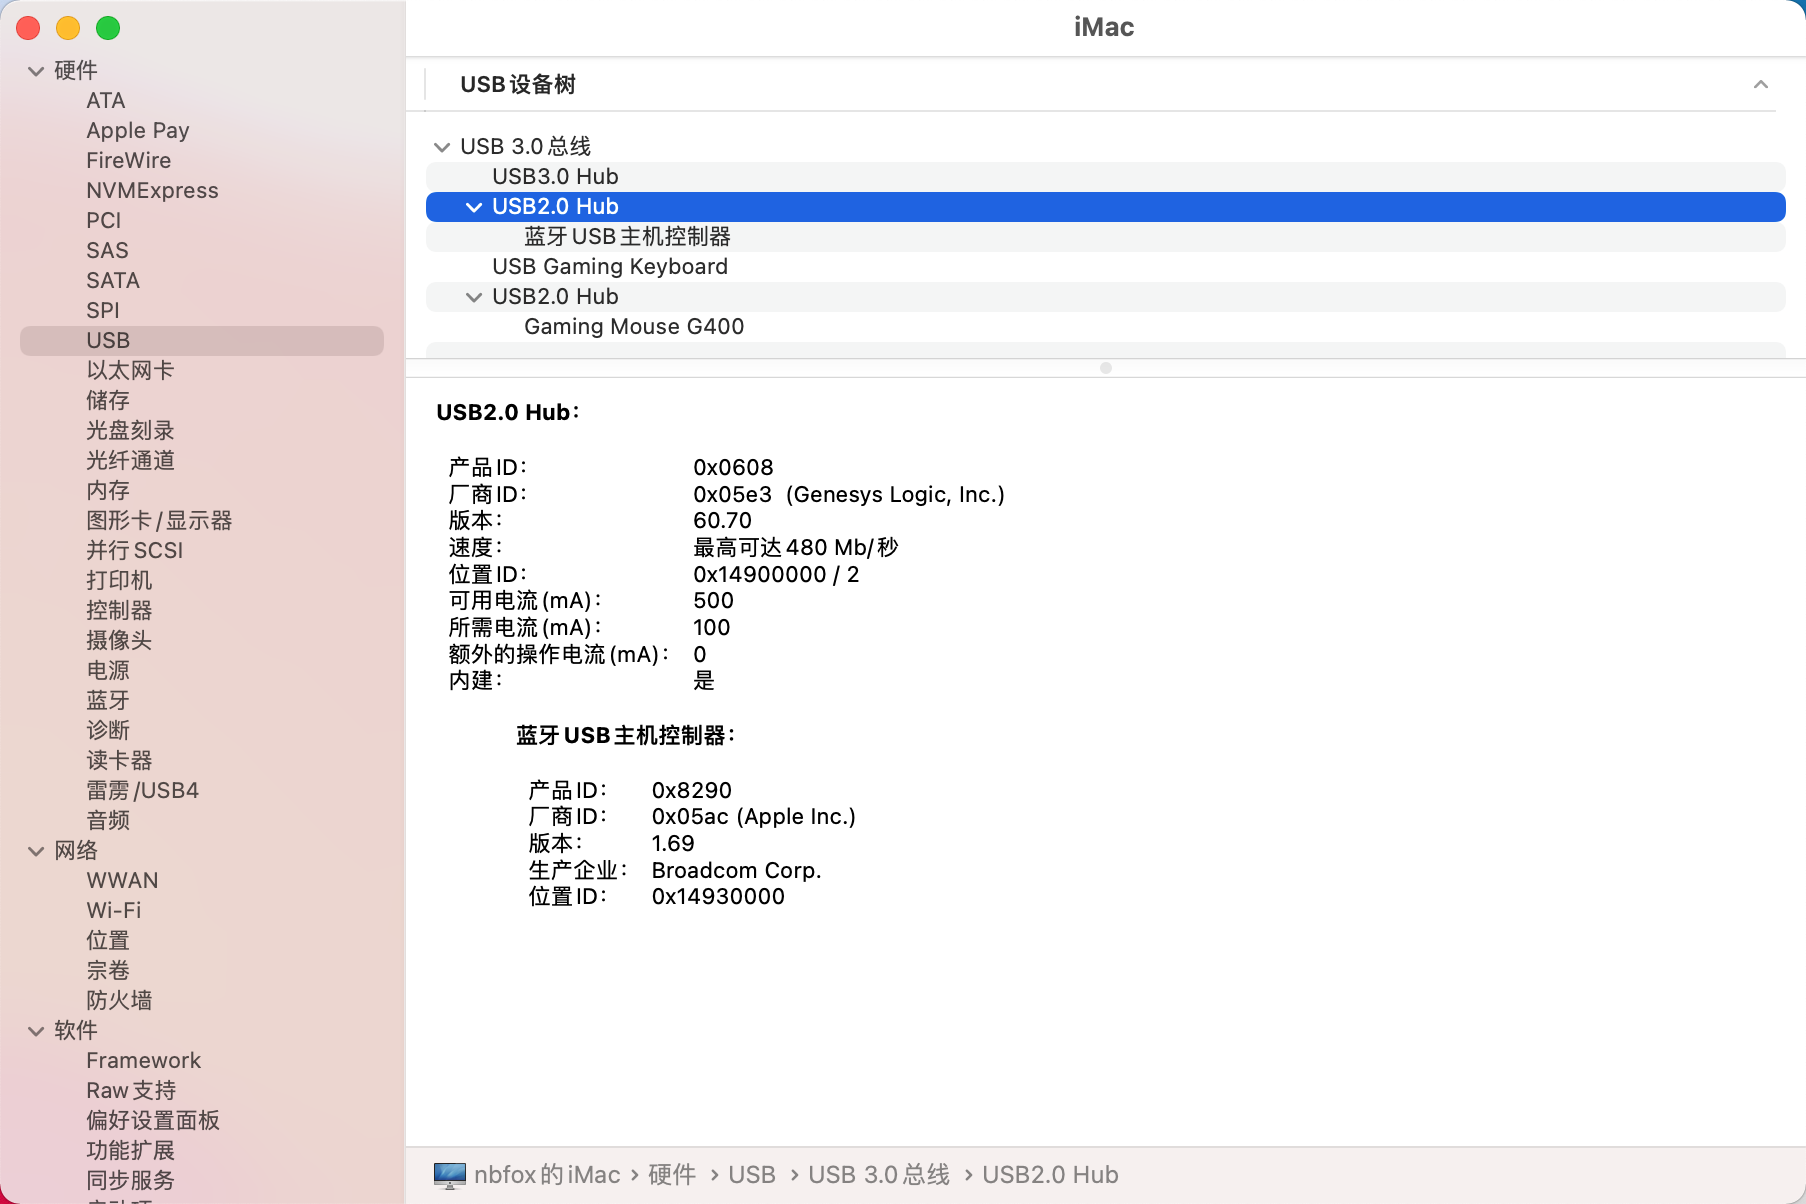 iMac
硬件
ATA
Apple Pay
FireWire
NVMExpress
PCI
SAS
SATA
SPI
USB
以太网卡
储存
光盘刻录
光纤通道
内存
图形卡/显示器
并行SCSI
打印机
控制器
摄像头
电源
蓝牙
诊断
读卡器
雷雳/USB4
音频
网络
WWAN
Wi-Fi
位置
宗卷
防火墙
软件
Framework
Raw支持
偏好设置面板
功能扩展
同步服务
USB设备树
USB 3.0总线
USB3.0 Hub
USB2.0 Hub
蓝牙USB主机控制器
USB Gaming Keyboard
USB2.0 Hub
Gaming Mouse G400
USB2.0 Hub：
产品ID： 0x0608
厂商ID： 0x05e3 (Genesys Logic, Inc.)
版本： 60.70
速度： 最高可达480 Mb/秒
位置ID： 0x14900000 / 2
可用电流(mA)： 500
所需电流(mA)： 100
额外的操作电流(mA)： 0
内建： 是
蓝牙USB主机控制器：
产品ID： 0x8290
厂商ID： 0x05ac (Apple Inc.)
版本： 1.69
生产企业： Broadcom Corp.
位置ID： 0x14930000
nbfox的iMac › 硬件 › USB › USB 3.0总线 › USB2.0 Hub